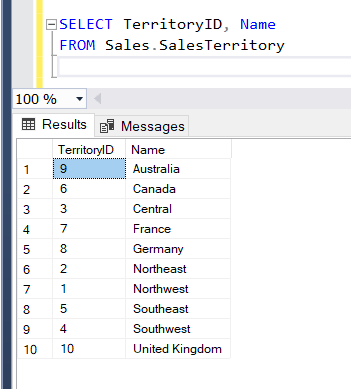 SELECT TerritoryID, Name
FROM Sales.SalesTerritory
100 %
Results Messages
TerritoryID Name
1 9 Australia
2 6 Canada
3 3 Central
4 7 France
5 8 Germany
6 2 Northeast
7 1 Northwest
8 5 Southeast
9 4 Southwest
10 10 United Kingdom